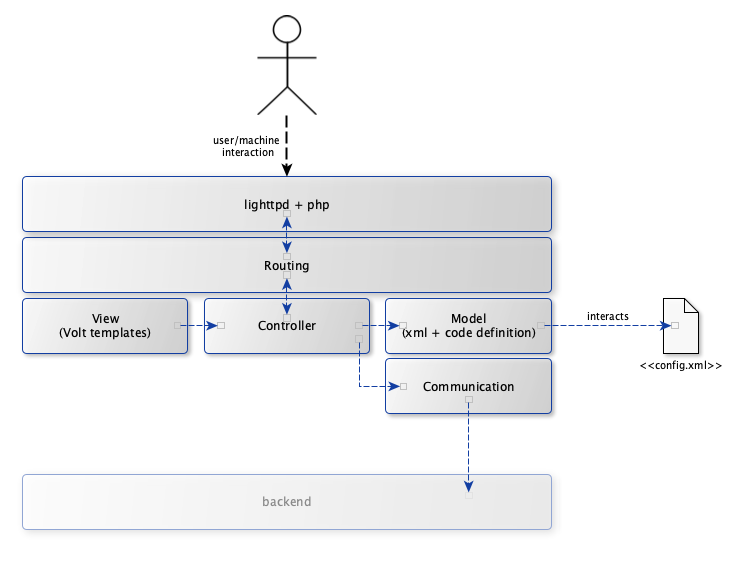 user/machine
interaction
lighttpd + php
Routing
View
(Volt templates)
Controller
Model
(xml + code definition)
interacts
<<config.xml>>
Communication
backend